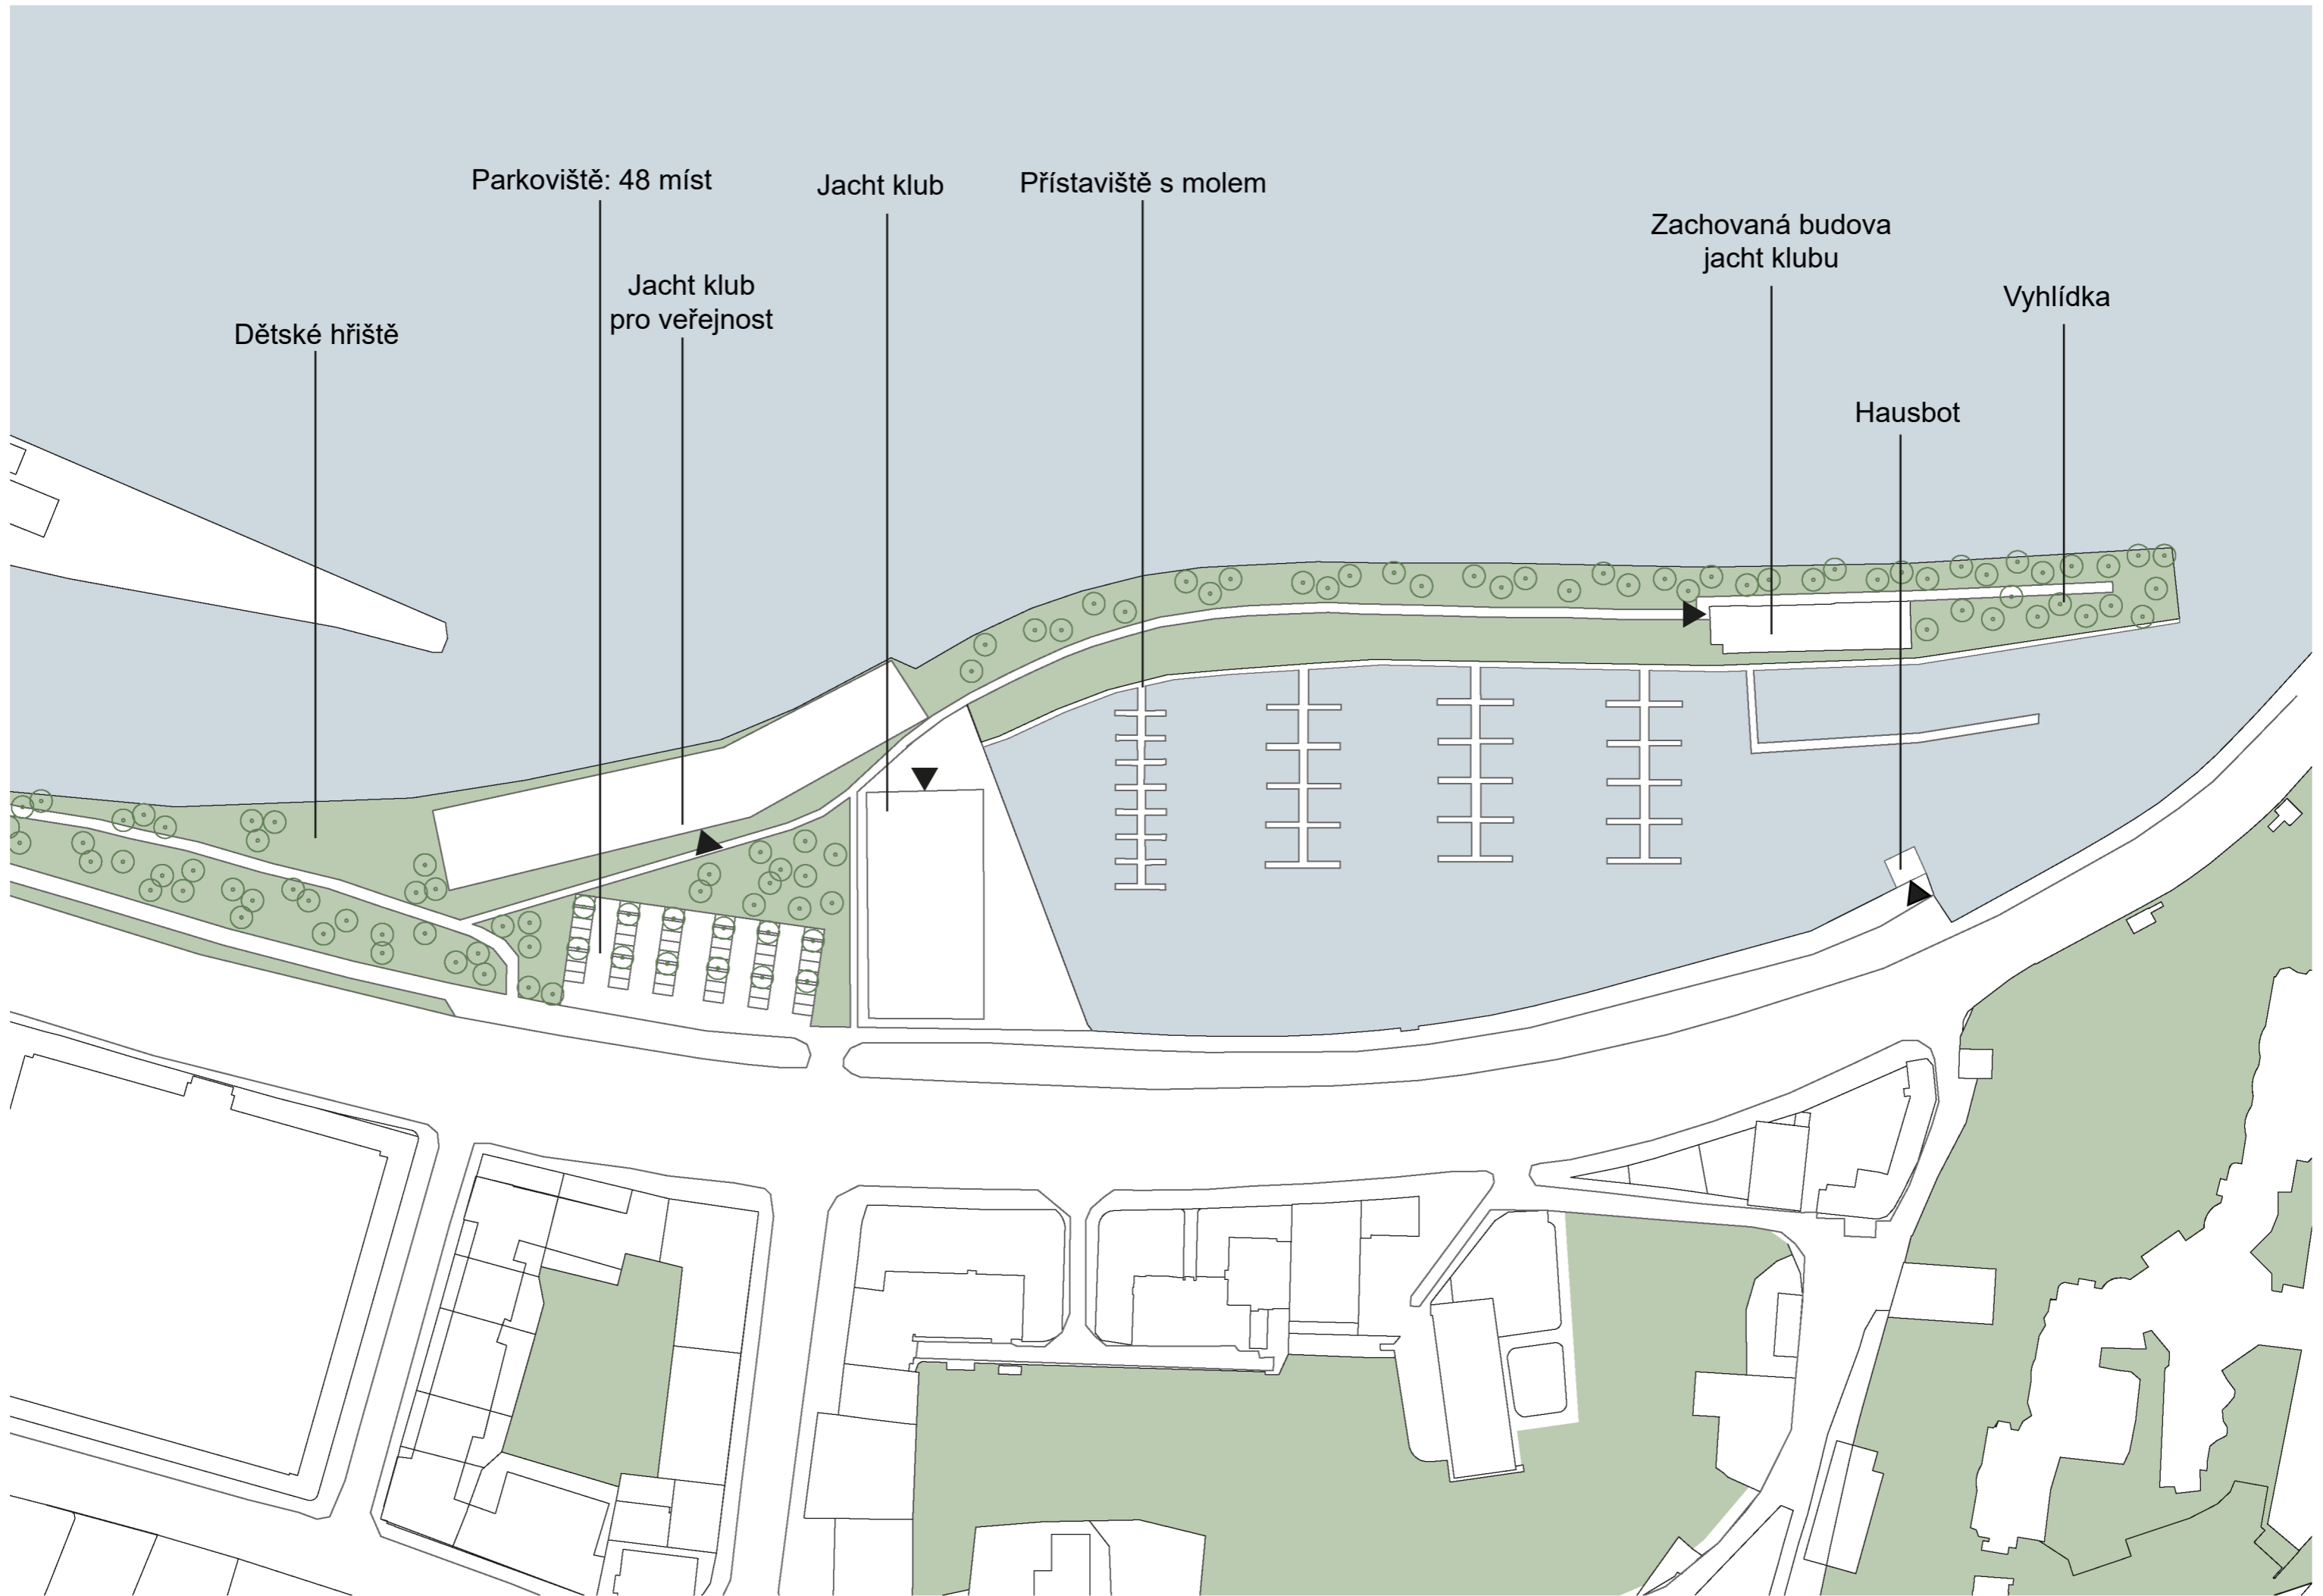 Parkoviště: 48 míst
Jacht klub
Přístaviště s molem
Zachovaná budova
jacht klubu
Jacht klub
pro veřejnost
Vyhlídka
Dětské hřiště
Hausbot